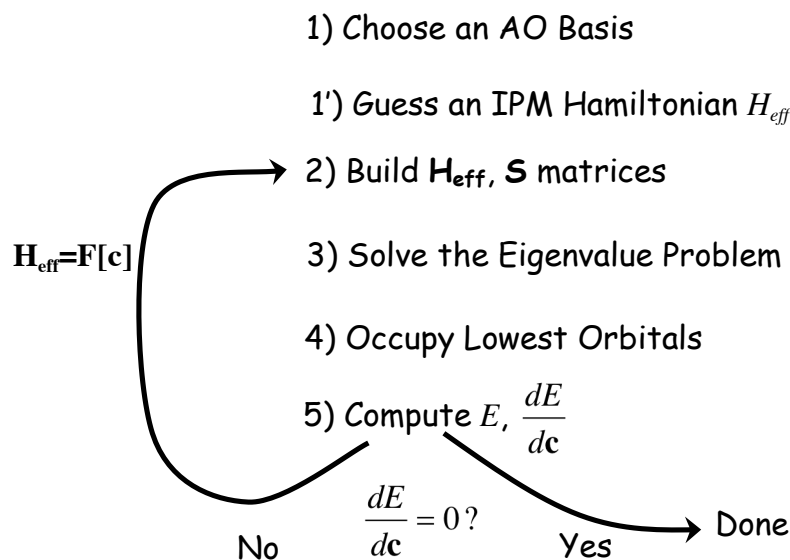 1) Choose an AO Basis
1') Guess an IPM Hamiltonian H_eff
2) Build H_eff, S matrices
H_eff=F[c]
3) Solve the Eigenvalue Problem
4) Occupy Lowest Orbitals
5) Compute E, dE/dc
dE/dc = 0 ?
Done
No
Yes